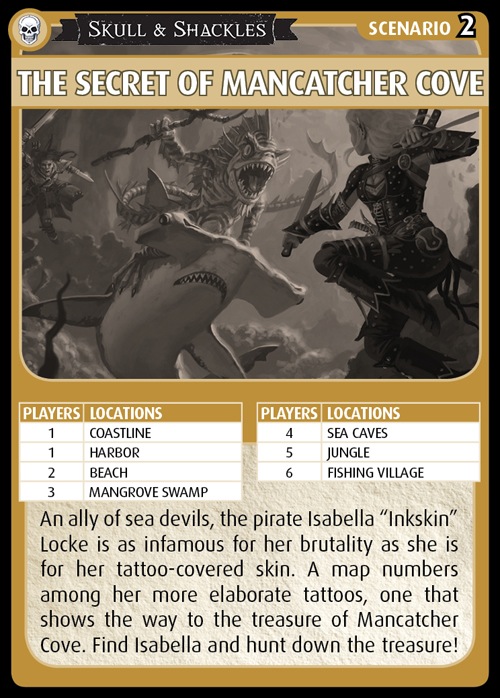 SKULL & SHACKLES
SCENARIO 2
THE SECRET OF MANCATCHER COVE
PLAYERS LOCATIONS
1 COASTLINE
1 HARBOR
2 BEACH
3 MANGROVE SWAMP
PLAYERS LOCATIONS
4 SEA CAVES
5 JUNGLE
6 FISHING VILLAGE
An ally of sea devils, the pirate Isabella “Inkskin”
Locke is as infamous for her brutality as she is
for her tattoo-covered skin. A map numbers
among her more elaborate tattoos, one that
shows the way to the treasure of Mancatcher
Cove. Find Isabella and hunt down the treasure!